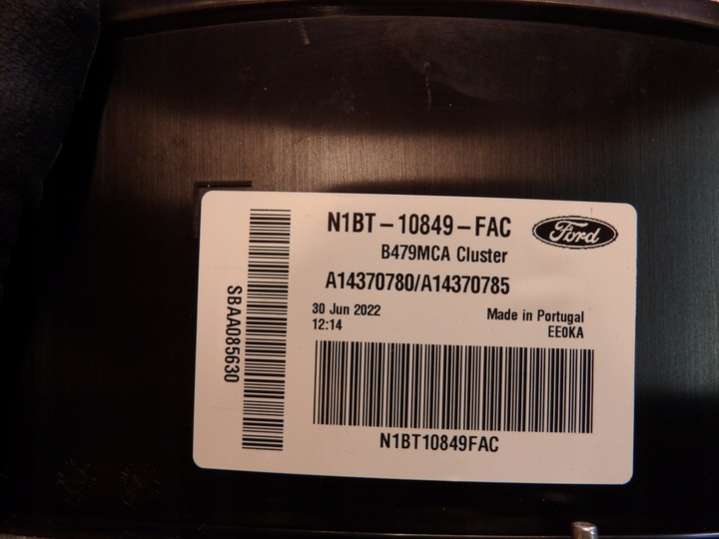 N1BT-10849-FAC
Ford
B479MCA Cluster
A14370780/A14370785
30 Jun 2022
12:14
Made in Portugal
EE0KA
SBAA085630
N1BT10849FAC